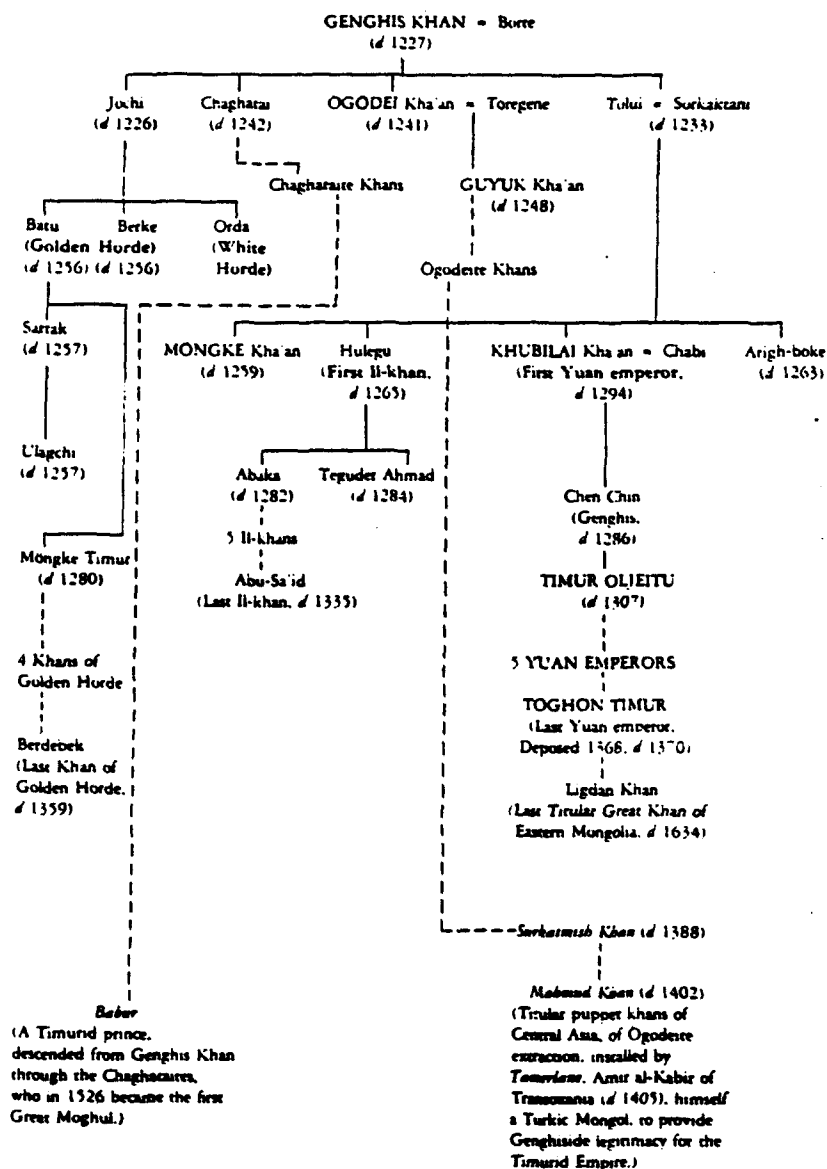 GENGHIS KHAN = Borte
(d 1227)
Jochi
(d 1226)
Chaghatai
(d 1242)
OGODEI Kha'an = Toregene
(d 1241)
Tului = Sorkaktani
(d 1233)
Chaghataite Khans
GUYUK Kha'an
(d 1248)
Batu
(Golden Horde)
(d 1256)
Berke
(d 1256)
Orda
(White
Horde)
Ogodeite Khans
Sartak
(d 1257)
MONGKE Kha'an
(d 1259)
Hulegu
(First Il-khan,
d 1265)
KHUBILAI Kha'an = Chabi
(First Yuan emperor,
d 1294)
Arigh-boke
(d 1263)
Ulagchi
(d 1257)
Abaka
(d 1282)
Teguder Ahmad
(d 1284)
Chen Chin
(Genghis,
d 1286)
5 Il-khans
Mongke Timur
(d 1280)
Abu-Sa'id
(Last Il-khan, d 1335)
TIMUR OLJEITU
(d 1307)
4 Khans of
Golden Horde
5 YUAN EMPERORS
TOGHON TIMUR
(Last Yuan emperor,
Deposed 1368, d 1370)
Berdebek
(Last Khan of
Golden Horde,
d 1359)
Ligdan Khan
(Last Titular Great Khan of
Eastern Mongolia, d 1634)
Surkatmish Khan (d 1388)
Mahmud Khan (d 1402)
(Titular puppet khans of
Central Asia, of Ogodeite
extraction, installed by
Tamerlane, Amir al-Kabir of
Transoxania (d 1405), himself
a Turkic Mongol, to provide
Genghiside legitimacy for the
Timurid Empire.)
Babur
(A Timurid prince,
descended from Genghis Khan
through the Chaghataites,
who in 1526 became the first
Great Moghul.)